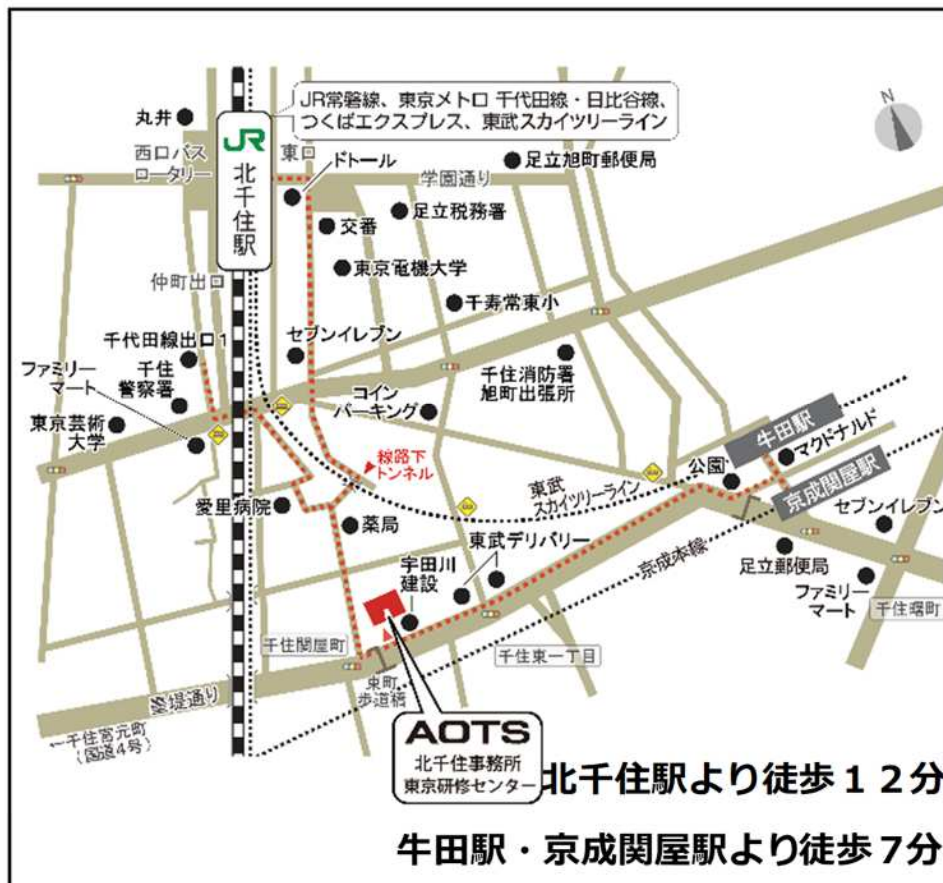 JR常磐線、東京メトロ 千代田線・日比谷線、
つくばエクスプレス、東武スカイツリーライン
N
丸井
JR
北千住駅
西口バス
ロータリー
東口
ドトール
足立旭町郵便局
学園通り
足立税務署
交番
東京電機大学
仲町出口
千寿常東小
千代田線出口1
セブンイレブン
ファミリー
マート
千住
警察署
千住消防署
旭町出張所
コイン
パーキング
東京芸術
大学
牛田駅
マクドナルド
線路下
トンネル
公園
京成関屋駅
東武
スカイツリーライン
愛里病院
セブンイレブン
薬局
東武デリバリー
京成本線
足立郵便局
宇田川
建設
ファミリー
マート
千住曙町
千住関屋町
千住東一丁目
墨堤通り
東町
歩道橋
←千住宮元町
(国道4号)
AOTS
北千住事務所
東京研修センター
北千住駅より徒歩12分
牛田駅・京成関屋駅より徒歩7分